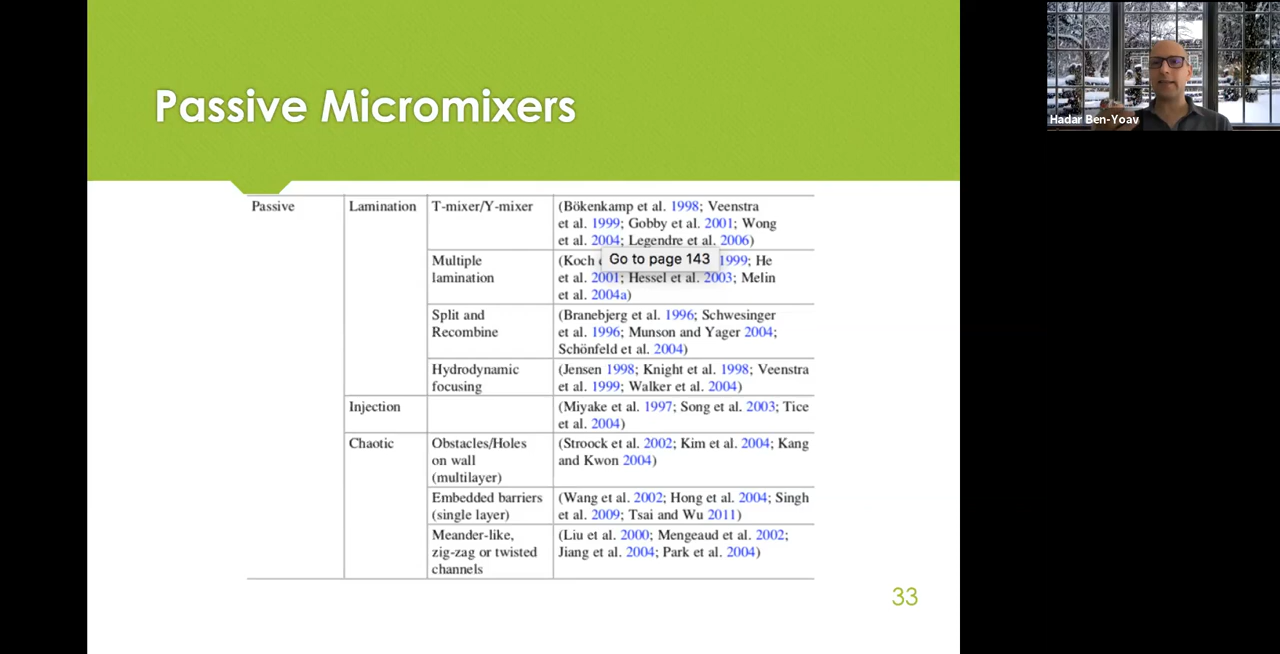 Passive Micromixers
Hadar Ben-Yoav
Passive
Lamination
T-mixer/Y-mixer
(Bökenkamp et al. 1998; Veenstra
et al. 1999; Gobby et al. 2001; Wong
et al. 2004; Legendre et al. 2006)
Multiple
lamination
(Koch
Go to page 143
1999; He
et al. 2001; Hessel et al. 2003; Melin
et al. 2004a)
Split and
Recombine
(Branebjerg et al. 1996; Schwesinger
et al. 1996; Munson and Yager 2004;
Schönfeld et al. 2004)
Hydrodynamic
focusing
(Jensen 1998; Knight et al. 1998; Veenstra
et al. 1999; Walker et al. 2004)
Injection
(Miyake et al. 1997; Song et al. 2003; Tice
et al. 2004)
Chaotic
Obstacles/Holes
on wall
(multilayer)
(Stroock et al. 2002; Kim et al. 2004; Kang
and Kwon 2004)
Embedded barriers
(single layer)
(Wang et al. 2002; Hong et al. 2004; Singh
et al. 2009; Tsai and Wu 2011)
Meander-like,
zig-zag or twisted
channels
(Liu et al. 2000; Mengeaud et al. 2002;
Jiang et al. 2004; Park et al. 2004)
33